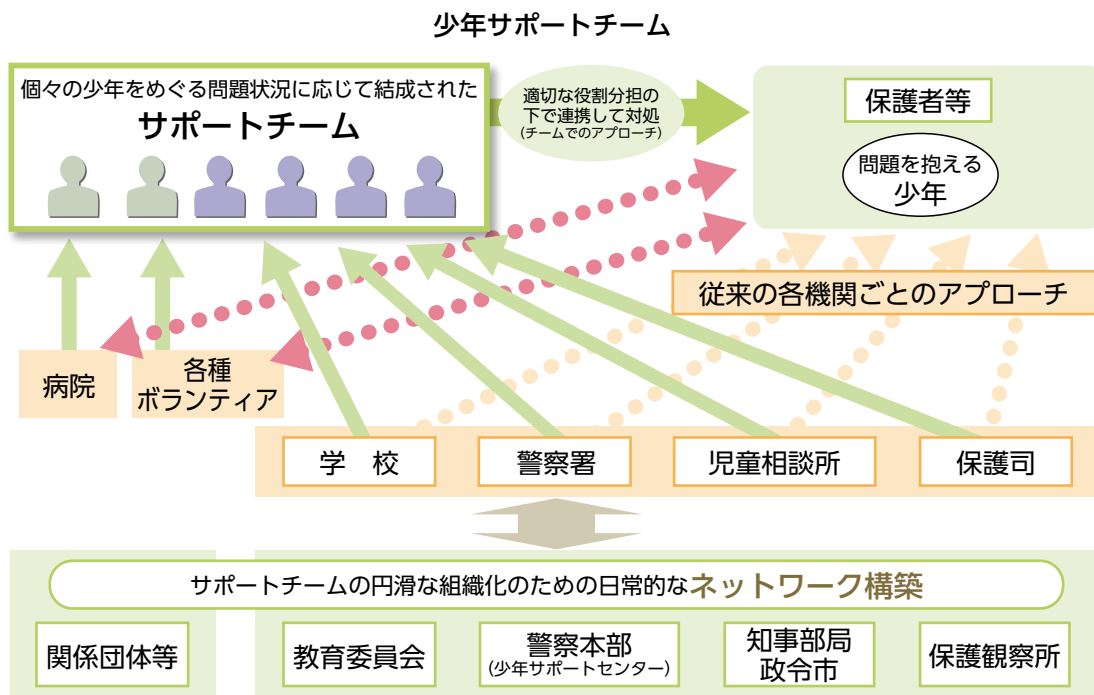 少年サポートチーム
個々の少年をめぐる問題状況に応じて結成された
サポートチーム
適切な役割分担の
下で連携して対処
(チームでのアプローチ)
保護者等
問題を抱える
少年
従来の各機関ごとのアプローチ
病院
各種
ボランティア
学　校
警察署
児童相談所
保護司
サポートチームの円滑な組織化のための日常的なネットワーク構築
関係団体等
教育委員会
警察本部
(少年サポートセンター)
知事部局
政令市
保護観察所